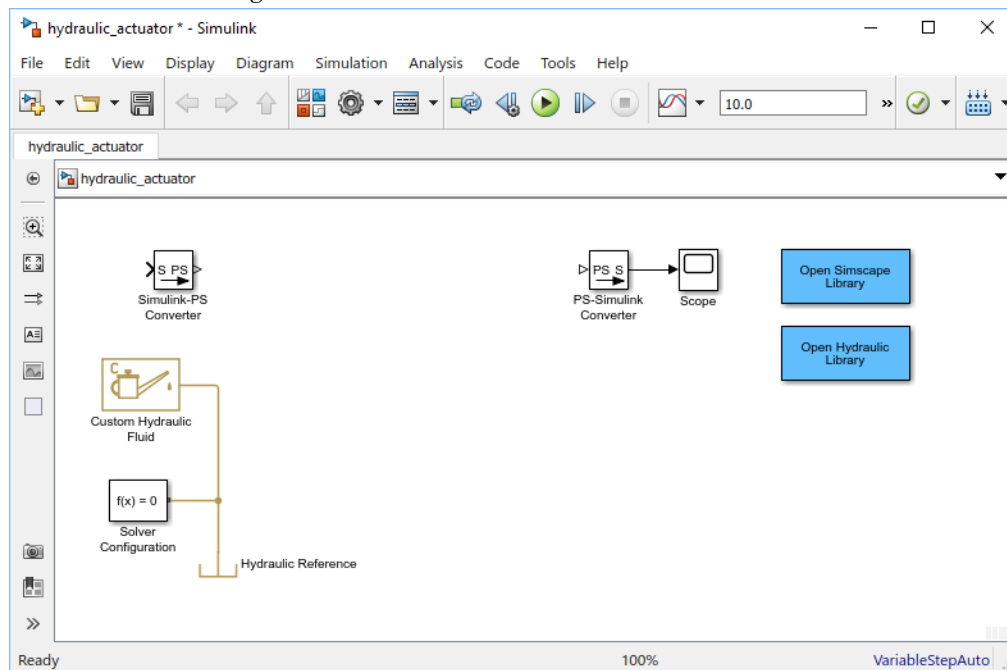 hydraulic_actuator * - Simulink
File Edit View Display Diagram Simulation Analysis Code Tools Help
10.0 »
hydraulic_actuator
hydraulic_actuator
S PS
Simulink-PS
Converter
PS S
PS-Simulink
Converter
Scope
Open Simscape
Library
Open Hydraulic
Library
C
Custom Hydraulic
Fluid
f(x) = 0
Solver
Configuration
Hydraulic Reference
A
»
Ready 100% VariableStepAuto